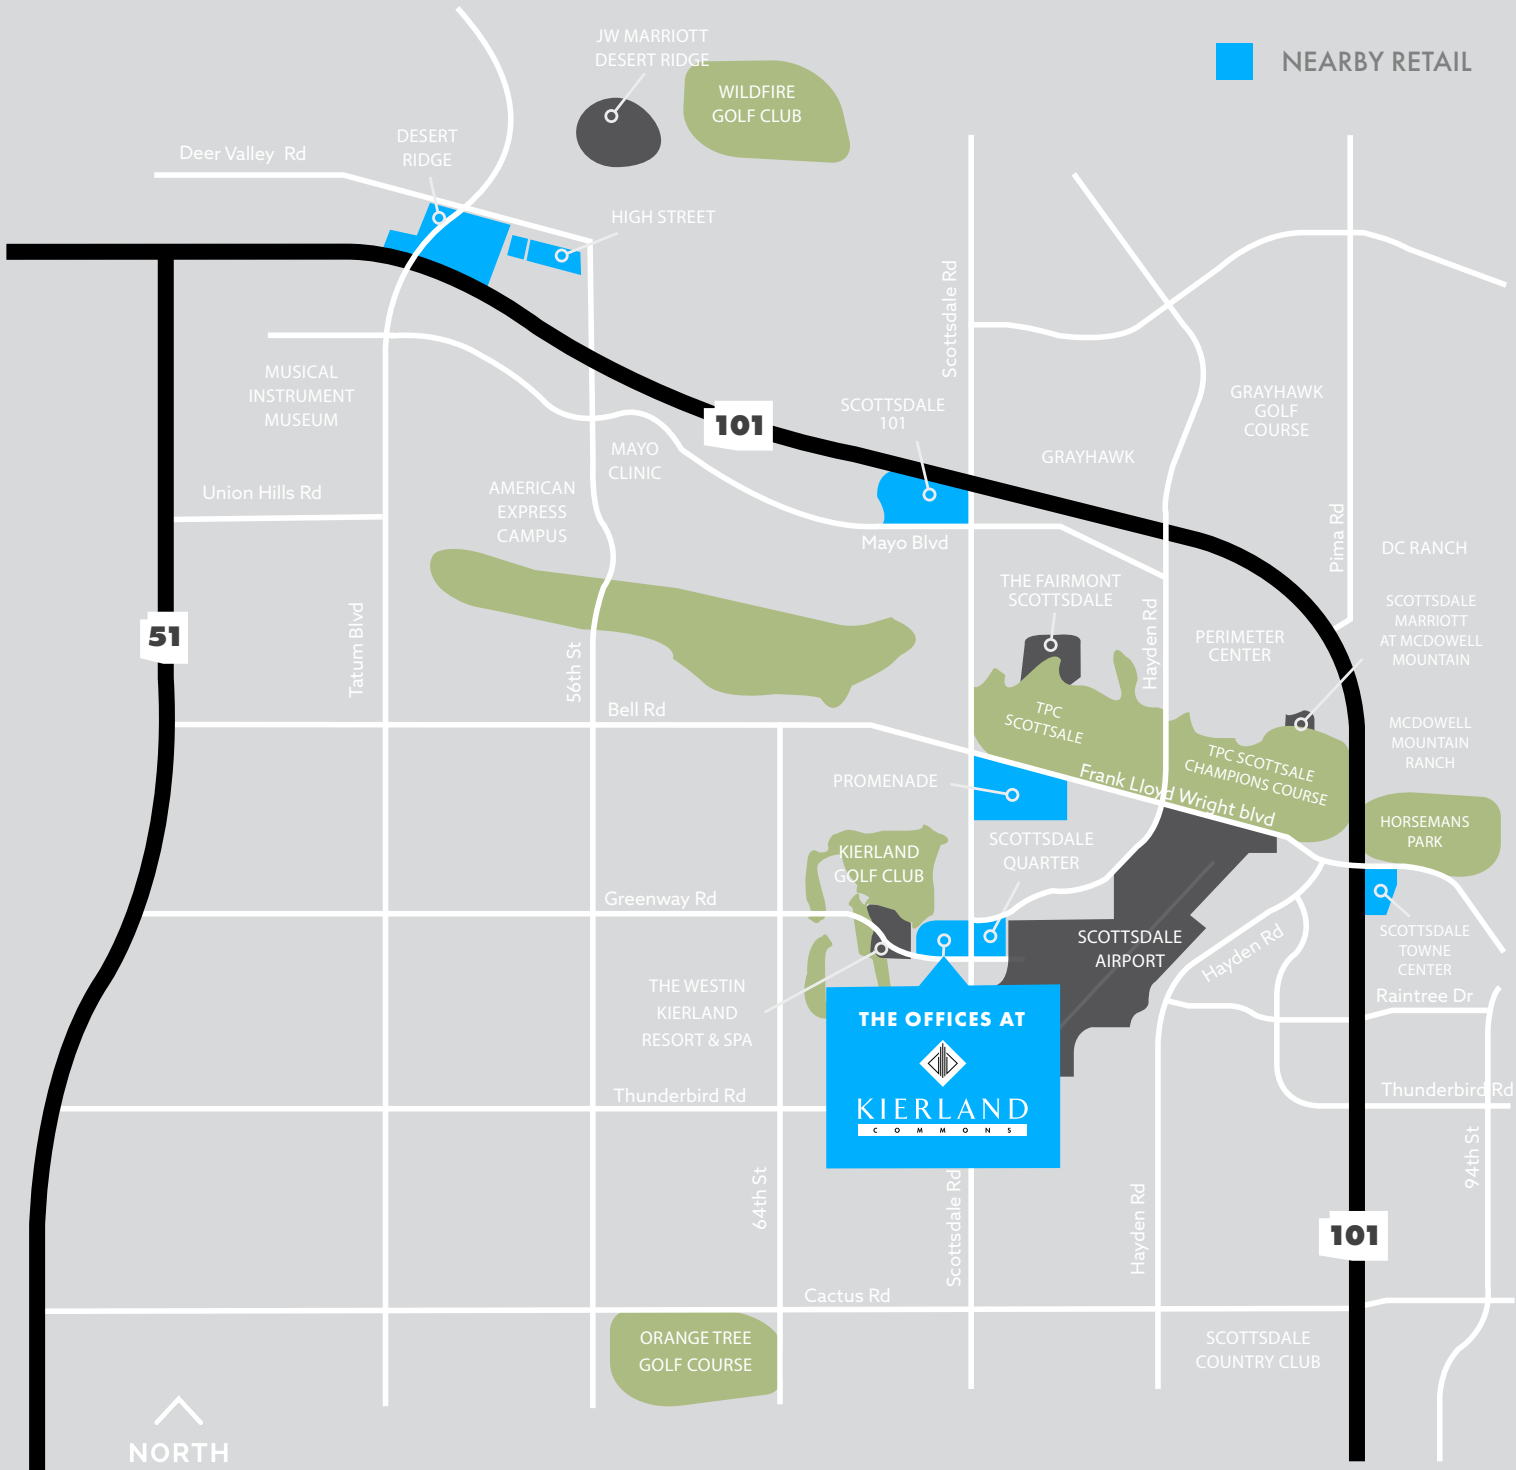 JW MARRIOTT
DESERT RIDGE
NEARBY RETAIL
WILDFIRE
GOLF CLUB
DESERT
RIDGE
Deer Valley Rd
HIGH STREET
Scottsdale Rd
MUSICAL
INSTRUMENT
MUSEUM
SCOTTSDALE
101
GRAYHAWK
GOLF
COURSE
101
GRAYHAWK
MAYO
CLINIC
AMERICAN
EXPRESS
CAMPUS
Union Hills Rd
Mayo Blvd
Pima Rd
DC RANCH
THE FAIRMONT
SCOTTSDALE
SCOTTSDALE
MARRIOTT
AT MCDOWELL
MOUNTAIN
51
Tatum Blvd
56th St
Hayden Rd
PERIMETER
CENTER
Bell Rd
TPC
SCOTTSALE
MCDOWELL
MOUNTAIN
RANCH
TPC SCOTTSALE
CHAMPIONS COURSE
PROMENADE
Frank Lloyd Wright blvd
HORSEMANS
PARK
KIERLAND
GOLF CLUB
SCOTTSDALE
QUARTER
Greenway Rd
SCOTTSDALE
AIRPORT
Hayden Rd
SCOTTSDALE
TOWNE
CENTER
THE WESTIN
KIERLAND
RESORT & SPA
Raintree Dr
THE OFFICES AT
KIERLAND
COMMONS
Thunderbird Rd
Thunderbird Rd
64th St
Scottsdale Rd
Hayden Rd
94th St
101
Cactus Rd
ORANGE TREE
GOLF COURSE
SCOTTSDALE
COUNTRY CLUB
NORTH